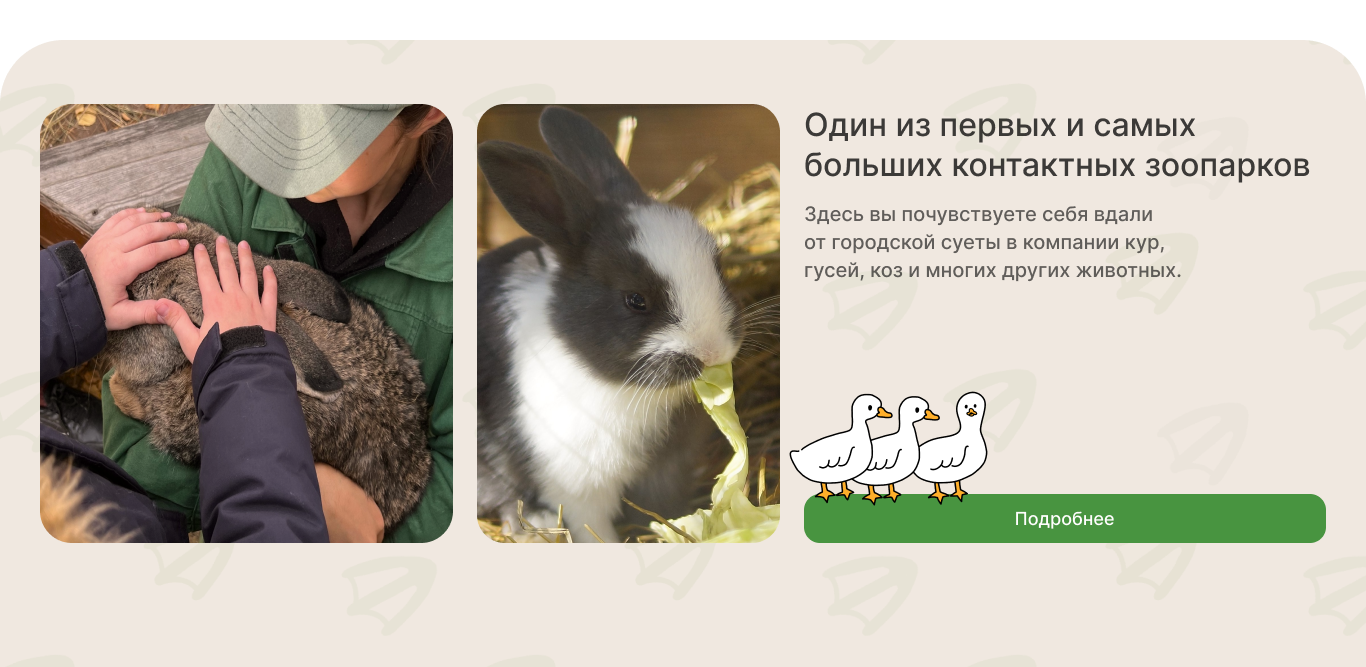 Один из первых и самых
больших контактных зоопарков
Здесь вы почувствуете себя вдали
от городской суеты в компании кур,
гусей, коз и многих других животных.
Подробнее